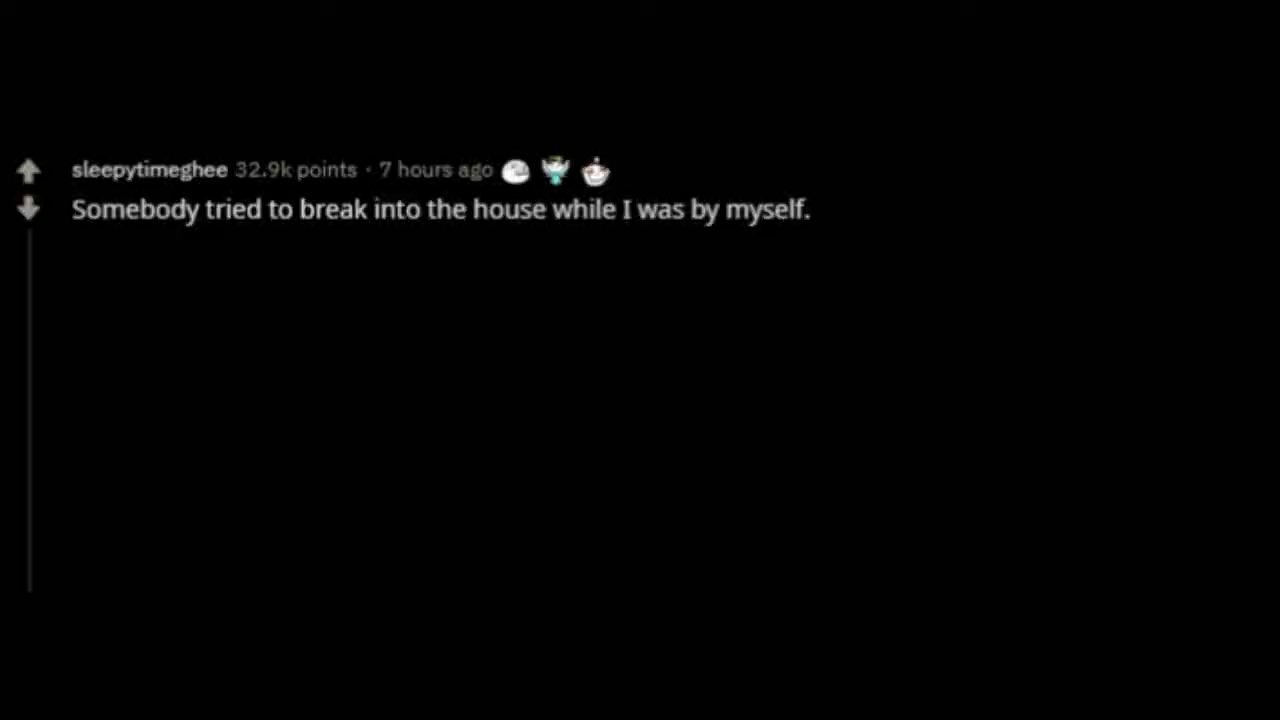 sleepytimeghee 32.9k points · 7 hours ago
Somebody tried to break into the house while I was by myself.